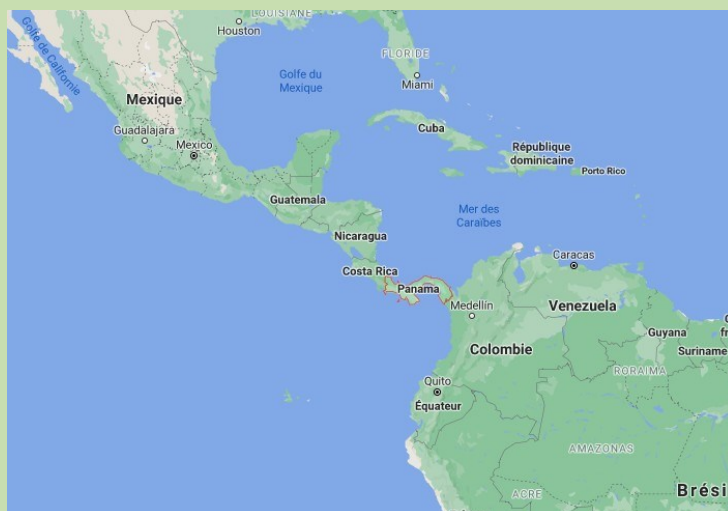 LOUISIANE
Houston
Golfe de Californie
FLORIDE
Miami
Golfe du
Mexique
Mexique
Guadalajara
Mexico
Cuba
République
dominicaine
Porto Rico
Guatemala
Mer des
Caraïbes
Nicaragua
Costa Rica
Panama
Caracas
Medellín
Venezuela
Guyana
Suriname
Colombie
RORAIMA
Quito
Équateur
AMAZONAS
ACRE
Brési